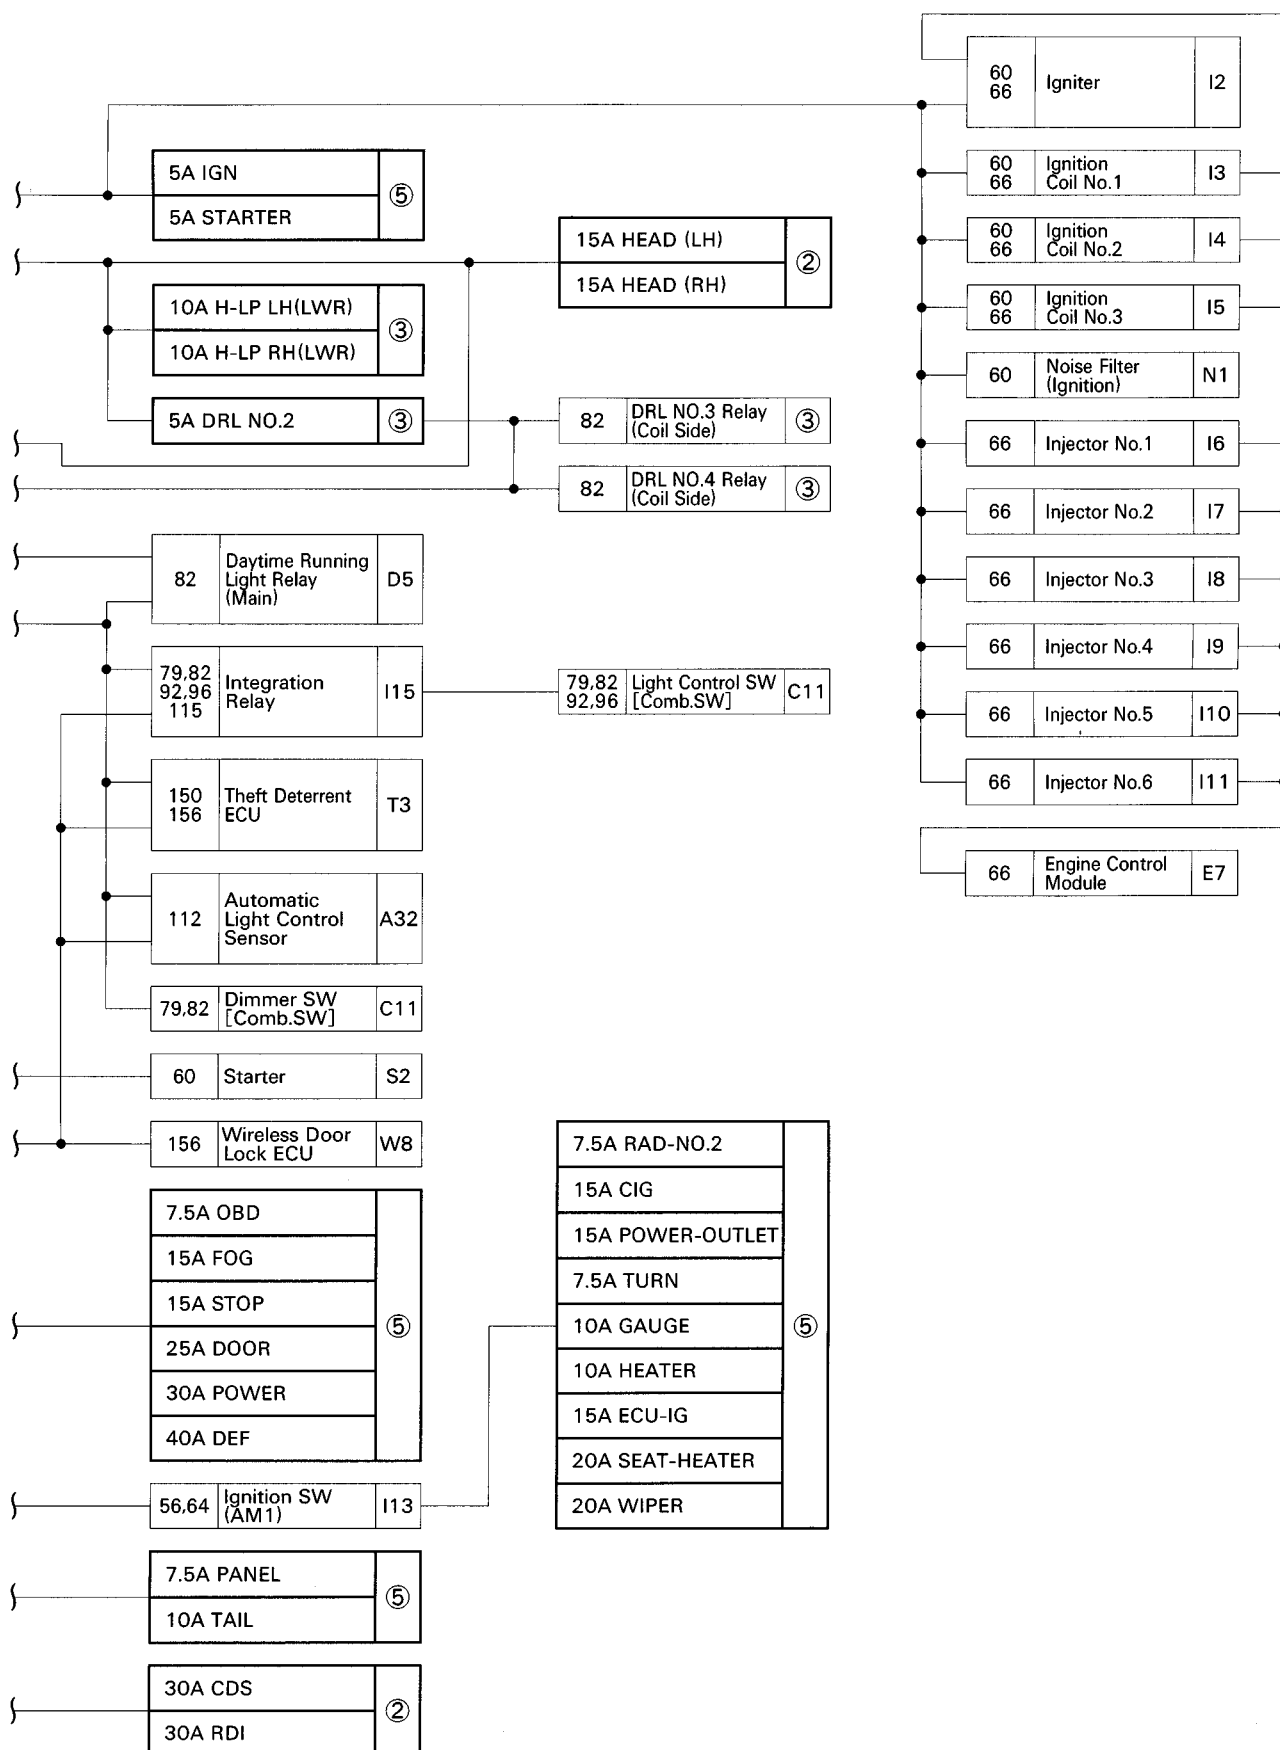 5A IGN
5A STARTER
⑤
15A HEAD (LH)
15A HEAD (RH)
②
10A H-LP LH(LWR)
10A H-LP RH(LWR)
③
5A DRL NO.2
③
82
DRL NO.3 Relay
(Coil Side)
③
82
DRL NO.4 Relay
(Coil Side)
③
82
Daytime Running
Light Relay
(Main)
D5
79,82
92,96
115
Integration
Relay
I15
79,82
92,96
Light Control SW
[Comb.SW]
C11
150
156
Theft Deterrent
ECU
T3
112
Automatic
Light Control
Sensor
A32
79,82
Dimmer SW
[Comb.SW]
C11
60
Starter
S2
156
Wireless Door
Lock ECU
W8
7.5A OBD
15A FOG
15A STOP
25A DOOR
30A POWER
40A DEF
⑤
56,64
Ignition SW
(AM1)
I13
7.5A RAD-NO.2
15A CIG
15A POWER-OUTLET
7.5A TURN
10A GAUGE
10A HEATER
15A ECU-IG
20A SEAT-HEATER
20A WIPER
⑤
7.5A PANEL
10A TAIL
⑤
30A CDS
30A RDI
②
60
66
Igniter
I2
60
66
Ignition
Coil No.1
I3
60
66
Ignition
Coil No.2
I4
60
66
Ignition
Coil No.3
I5
60
Noise Filter
(Ignition)
N1
66
Injector No.1
I6
66
Injector No.2
I7
66
Injector No.3
I8
66
Injector No.4
I9
66
Injector No.5
I10
66
Injector No.6
I11
66
Engine Control
Module
E7